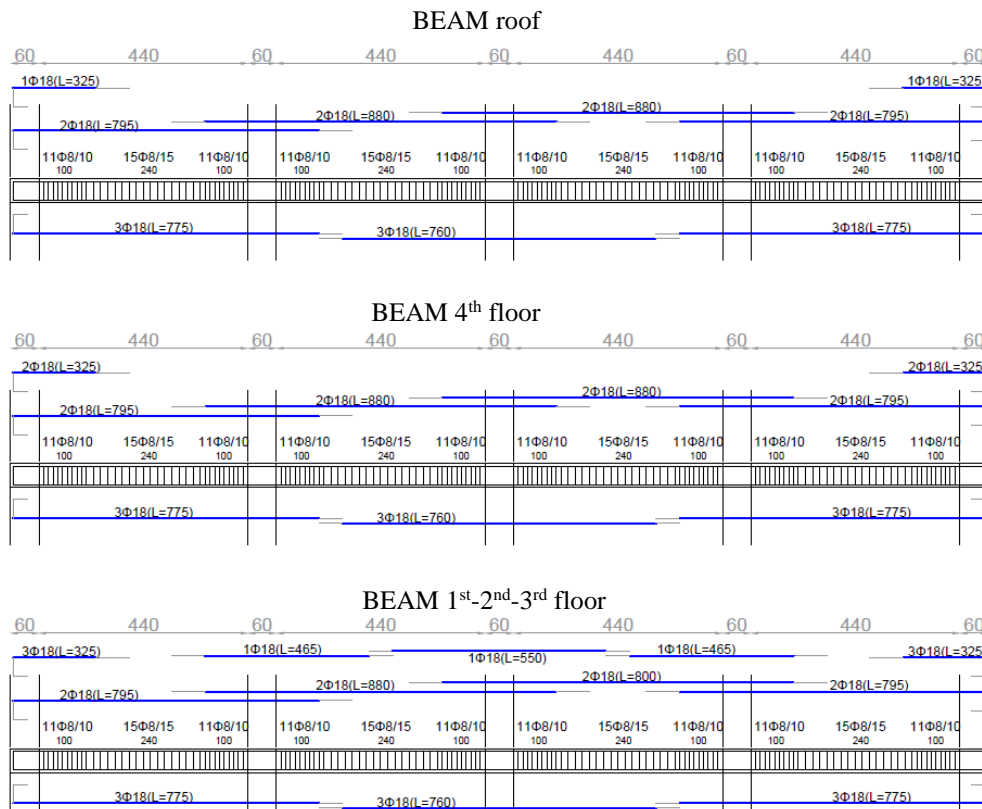 BEAM roof
60 440 60 440 60 440 60 440 60
1Φ18(L=325) 1Φ18(L=325
2Φ18(L=880)
2Φ18(L=880) 2Φ18(L=795)
2Φ18(L=795)
11Φ8/10 15Φ8/15 11Φ8/10 11Φ8/10 15Φ8/15 11Φ8/10 11Φ8/10 15Φ8/15 11Φ8/10 11Φ8/10 15Φ8/15 11Φ8/10
100 240 100 100 240 100 100 240 100 100 240 100
3Φ18(L=775) 3Φ18(L=760) 3Φ18(L=775)
BEAM 4th floor
60 440 60 440 60 440 60 440 60
2Φ18(L=325) 2Φ18(L=325
2Φ18(L=880)
2Φ18(L=880) 2Φ18(L=795)
2Φ18(L=795)
11Φ8/10 15Φ8/15 11Φ8/10 11Φ8/10 15Φ8/15 11Φ8/10 11Φ8/10 15Φ8/15 11Φ8/10 11Φ8/10 15Φ8/15 11Φ8/10
100 240 100 100 240 100 100 240 100 100 240 100
3Φ18(L=775) 3Φ18(L=760) 3Φ18(L=775)
BEAM 1st-2nd-3rd floor
60 440 60 440 60 440 60 440 60
3Φ18(L=325) 1Φ18(L=465) 1Φ18(L=465) 3Φ18(L=325
1Φ18(L=550)
2Φ18(L=800)
2Φ18(L=880) 2Φ18(L=795)
2Φ18(L=795)
11Φ8/10 15Φ8/15 11Φ8/10 11Φ8/10 15Φ8/15 11Φ8/10 11Φ8/10 15Φ8/15 11Φ8/10 11Φ8/10 15Φ8/15 11Φ8/10
100 240 100 100 240 100 100 240 100 100 240 100
3Φ18(L=775) 3Φ18(L=760) 3Φ18(L=775)